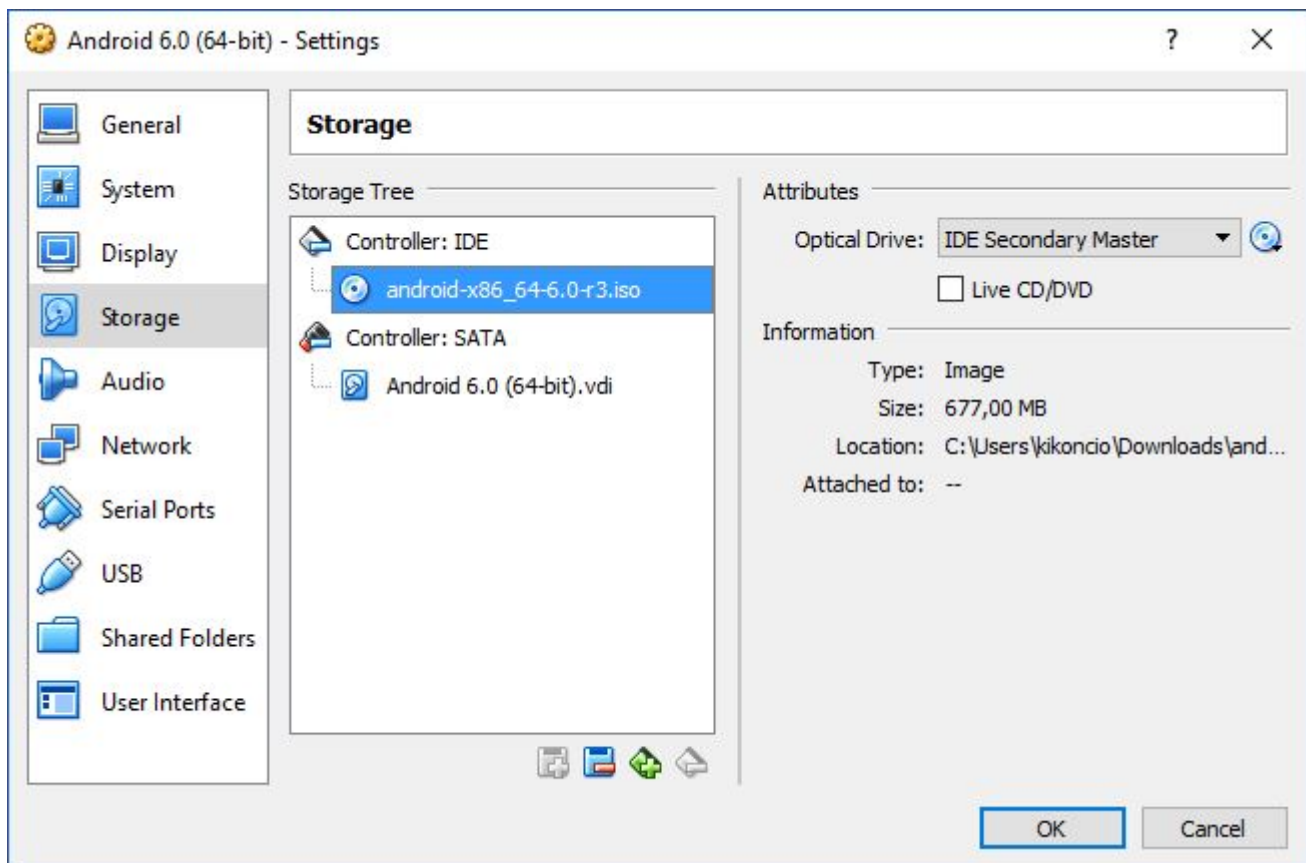 Android 6.0 (64-bit) - Settings
?
General
System
Display
Storage
Audio
Network
Serial Ports
USB
Shared Folders
User Interface
Storage
Storage Tree
Controller: IDE
android-x86_64-6.0-r3.iso
Controller: SATA
Android 6.0 (64-bit).vdi
Attributes
Optical Drive: IDE Secondary Master
Live CD/DVD
Information
Type: Image
Size: 677,00 MB
Location: C:\Users\kikoncio\Downloads\and...
Attached to: --
OK
Cancel